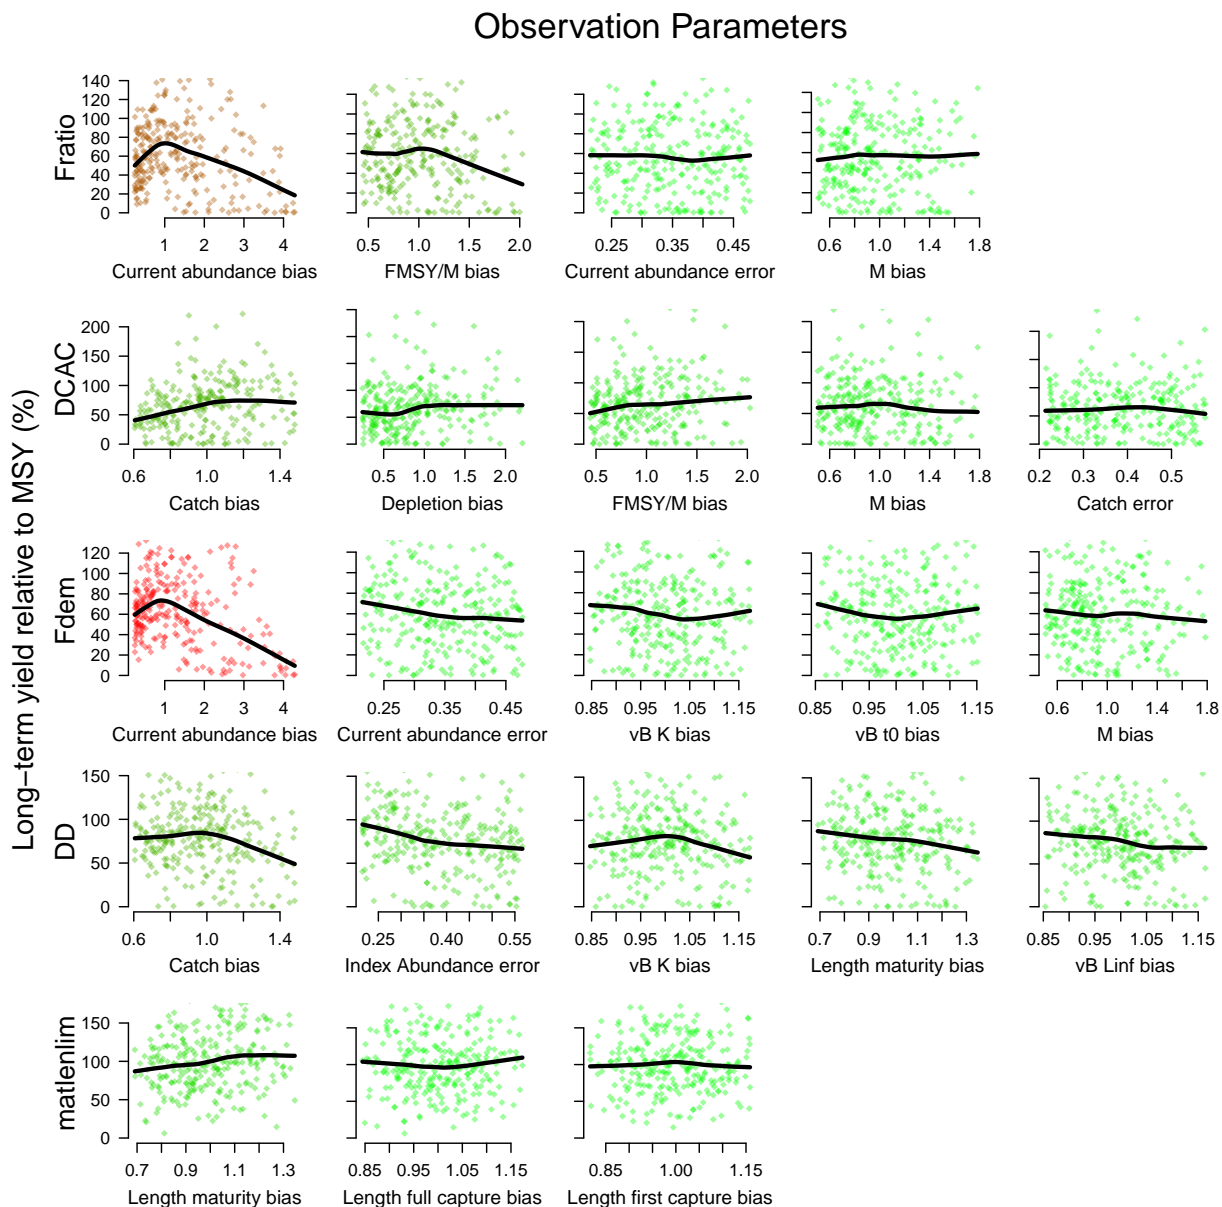 Observation Parameters
Long−term yield relative to MSY (%)
Fratio
0 20 40 60 80 100 120 140
1 2 3 4
Current abundance bias
0.5 1.0 1.5 2.0
FMSY/M bias
0.25 0.35 0.45
Current abundance error
0.6 1.0 1.4 1.8
M bias
DCAC
0 50 100 150 200
0.6 1.0 1.4
Catch bias
0.5 1.0 1.5 2.0
Depletion bias
0.5 1.0 1.5 2.0
FMSY/M bias
0.6 1.0 1.4 1.8
M bias
0.2 0.3 0.4 0.5
Catch error
Fdem
0 20 40 60 80 100 120
1 2 3 4
Current abundance bias
0.25 0.35 0.45
Current abundance error
0.85 0.95 1.05 1.15
vB K bias
0.85 0.95 1.05 1.15
vB t0 bias
0.6 1.0 1.4 1.8
M bias
DD
0 50 100 150
0.6 1.0 1.4
Catch bias
0.25 0.40 0.55
Index Abundance error
0.85 0.95 1.05 1.15
vB K bias
0.7 0.9 1.1 1.3
Length maturity bias
0.85 0.95 1.05 1.15
vB Linf bias
matlenlim
0 50 100 150
0.7 0.9 1.1 1.3
Length maturity bias
0.85 0.95 1.05 1.15
Length full capture bias
0.85 1.00 1.15
Length first capture bias